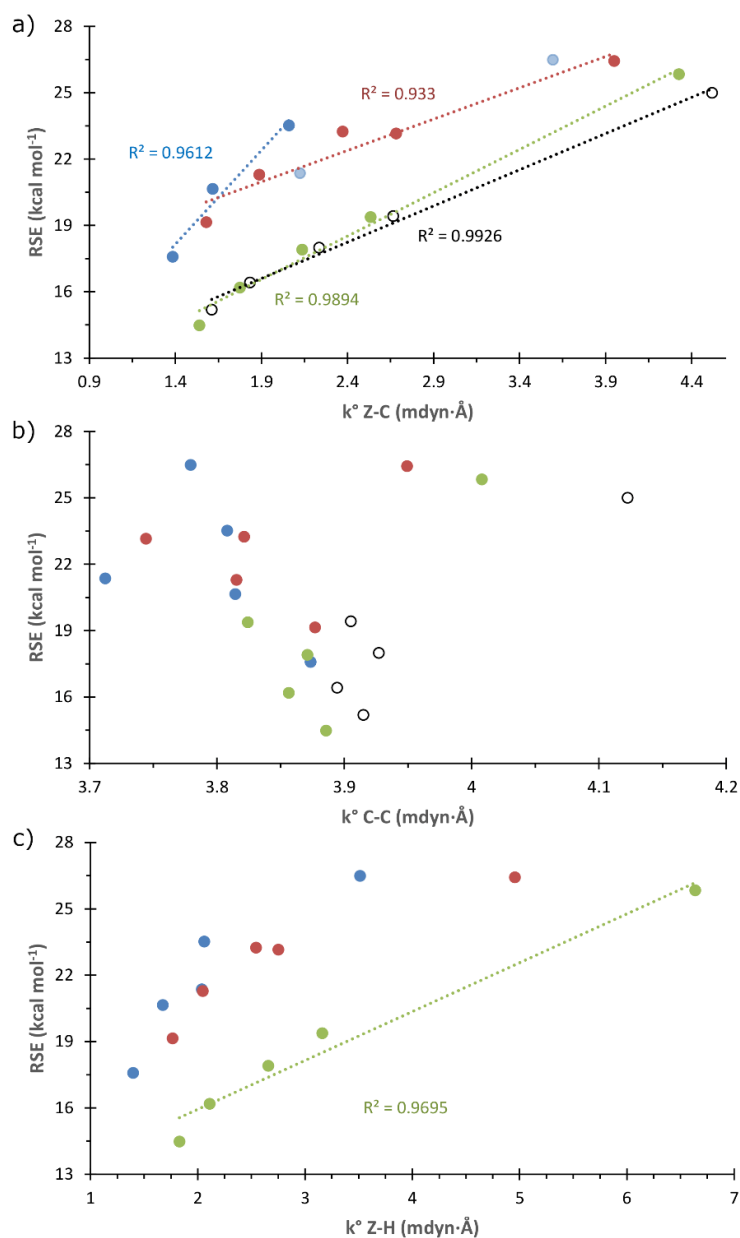 a)
28
25
22
19
16
13
RSE (kcal mol⁻¹)
R² = 0.933
R² = 0.9612
R² = 0.9926
R² = 0.9894
0.9 1.4 1.9 2.4 2.9 3.4 3.9 4.4
k° Z-C (mdyn·Å)
b)
28
25
22
19
16
13
RSE (kcal mol⁻¹)
3.7 3.8 3.9 4 4.1 4.2
k° C-C (mdyn·Å)
c)
28
25
22
19
16
13
RSE (kcal mol⁻¹)
R² = 0.9695
1 2 3 4 5 6 7
k° Z-H (mdyn·Å)